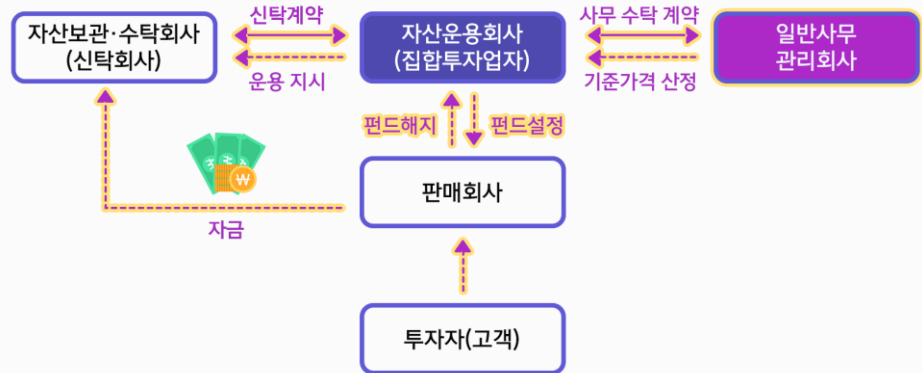 자산보관·수탁회사
(신탁회사)
신탁계약
운용 지시
자산운용회사
(집합투자업자)
사무 수탁 계약
기준가격 산정
일반사무
관리회사
펀드해지
펀드설정
판매회사
₩
자금
투자자(고객)